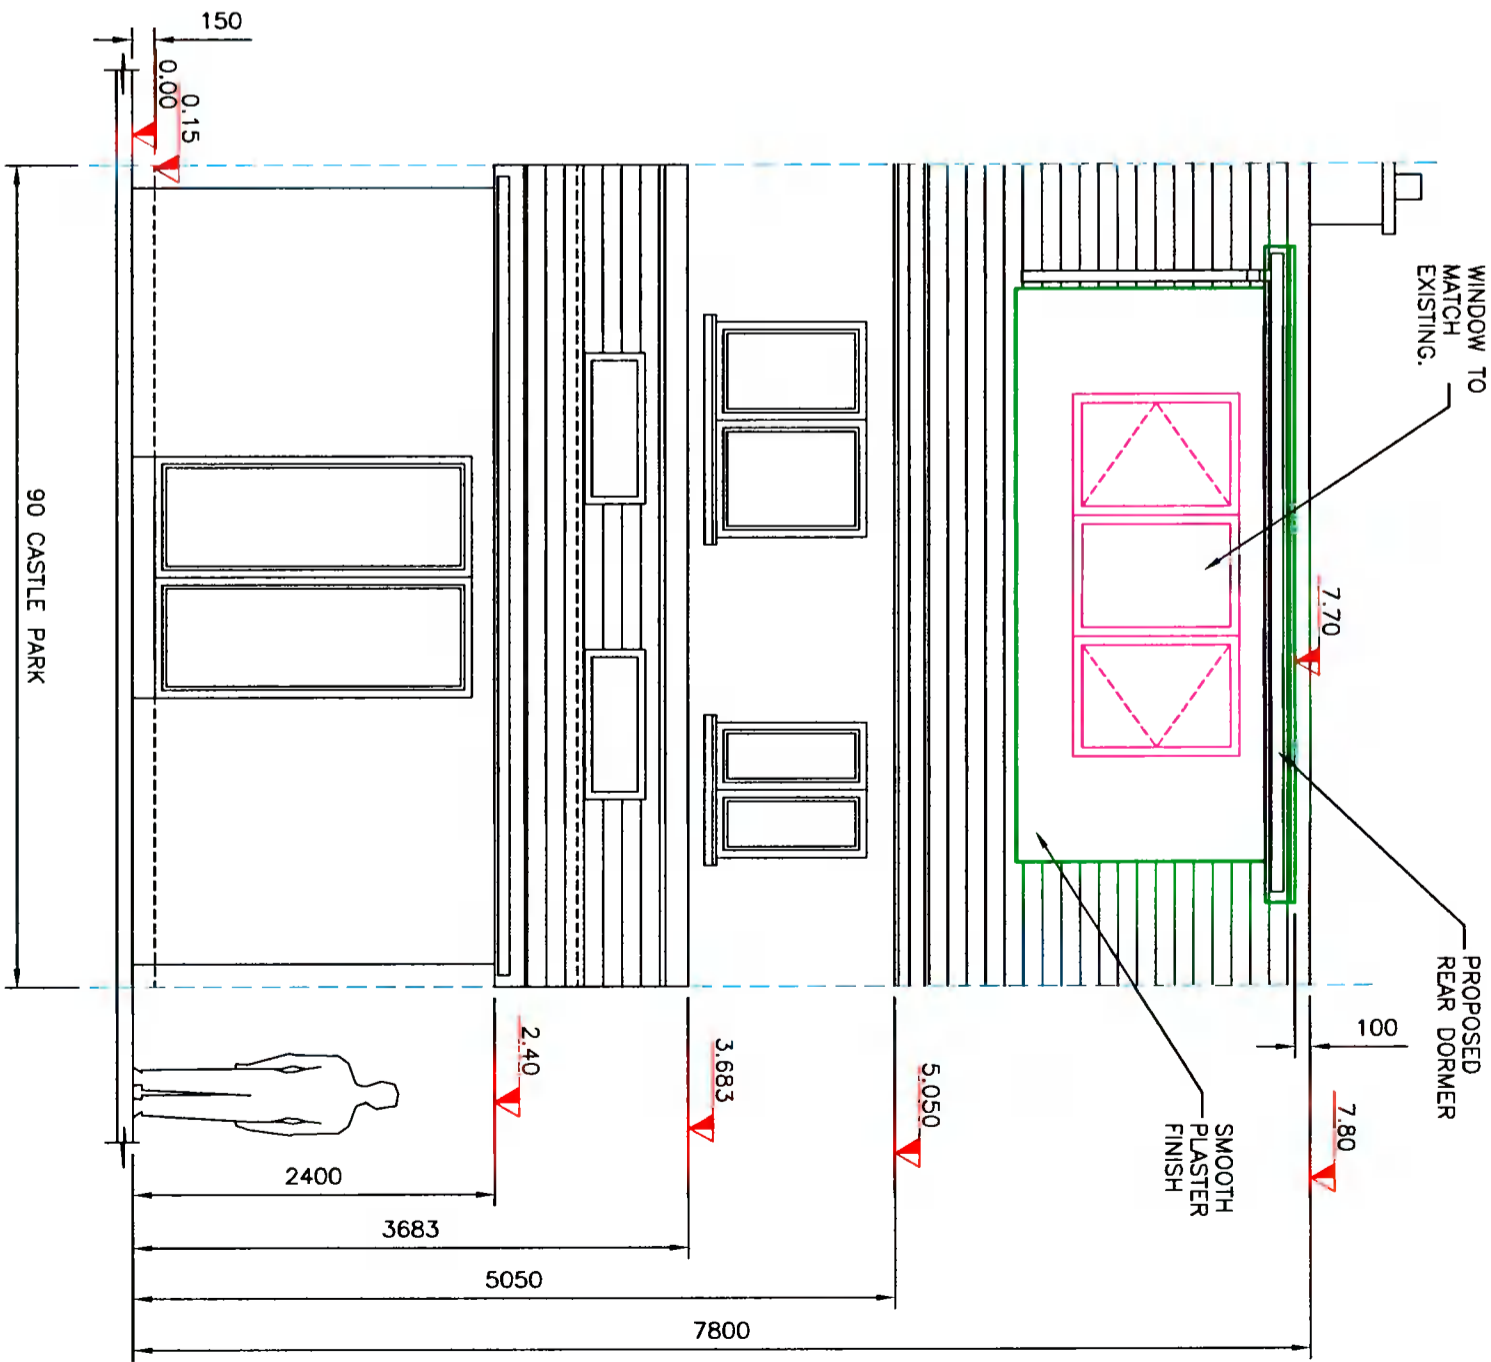 WINDOW TO
MATCH
EXISTING.
7.70
PROPOSED
REAR DORMER
100
7.80
SMOOTH
PLASTER
FINISH
5.050
3.683
2.40
0.15
0.00
150
2400
3683
5050
7800
90 CASTLE PARK